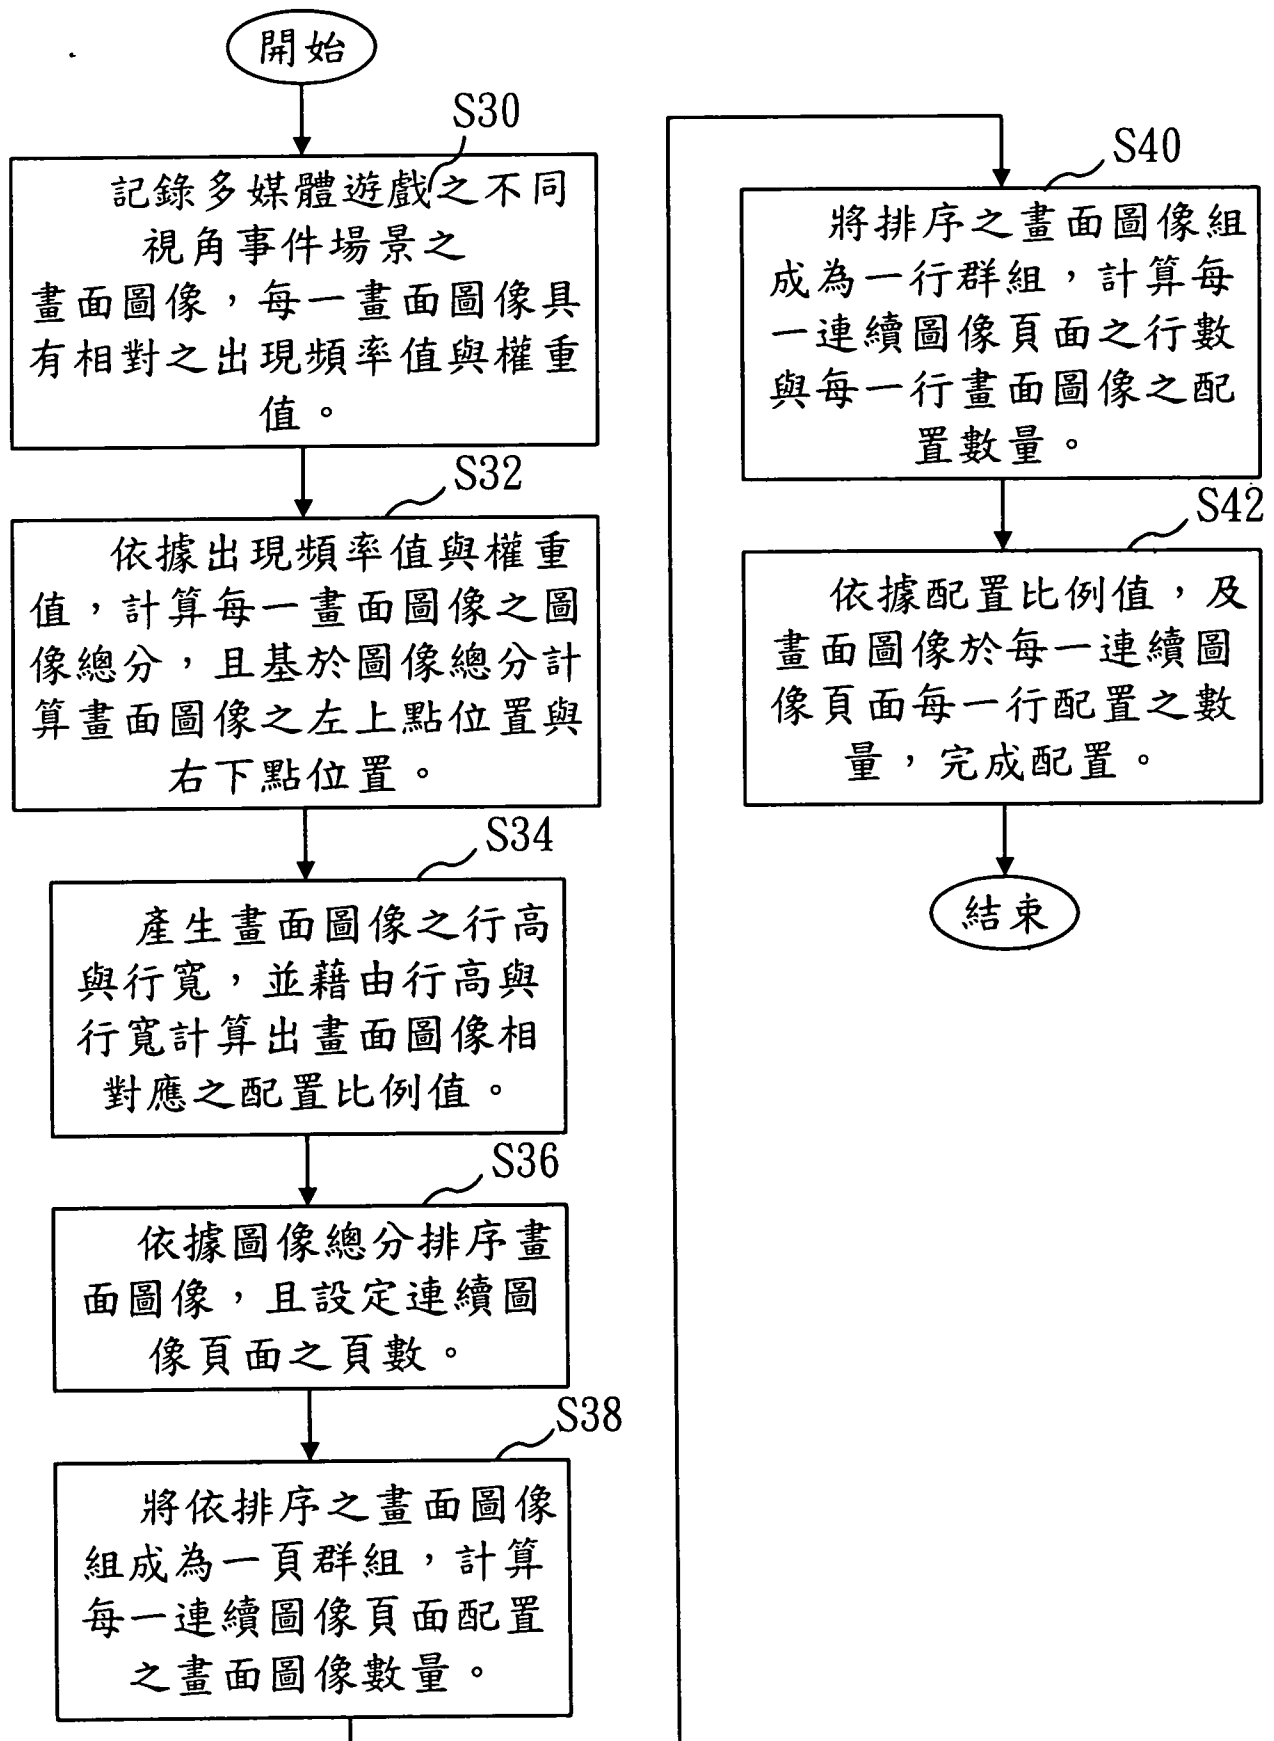 開始
S30
記錄多媒體遊戲之不同
視角事件場景之
畫面圖像，每一畫面圖像具
有相對之出現頻率值與權重
值。
S32
依據出現頻率值與權重
值，計算每一畫面圖像之圖
像總分，且基於圖像總分計
算畫面圖像之左上點位置與
右下點位置。
S34
產生畫面圖像之行高
與行寬，並藉由行高與
行寬計算出畫面圖像相
對應之配置比例值。
S36
依據圖像總分排序畫
面圖像，且設定連續圖
像頁面之頁數。
S38
將依排序之畫面圖像
組成為一頁群組，計算
每一連續圖像頁面配置
之畫面圖像數量。
S40
將排序之畫面圖像組
成為一行群組，計算每
一連續圖像頁面之行數
與每一行畫面圖像之配
置數量。
S42
依據配置比例值，及
畫面圖像於每一連續圖
像頁面每一行配置之數
量，完成配置。
結束